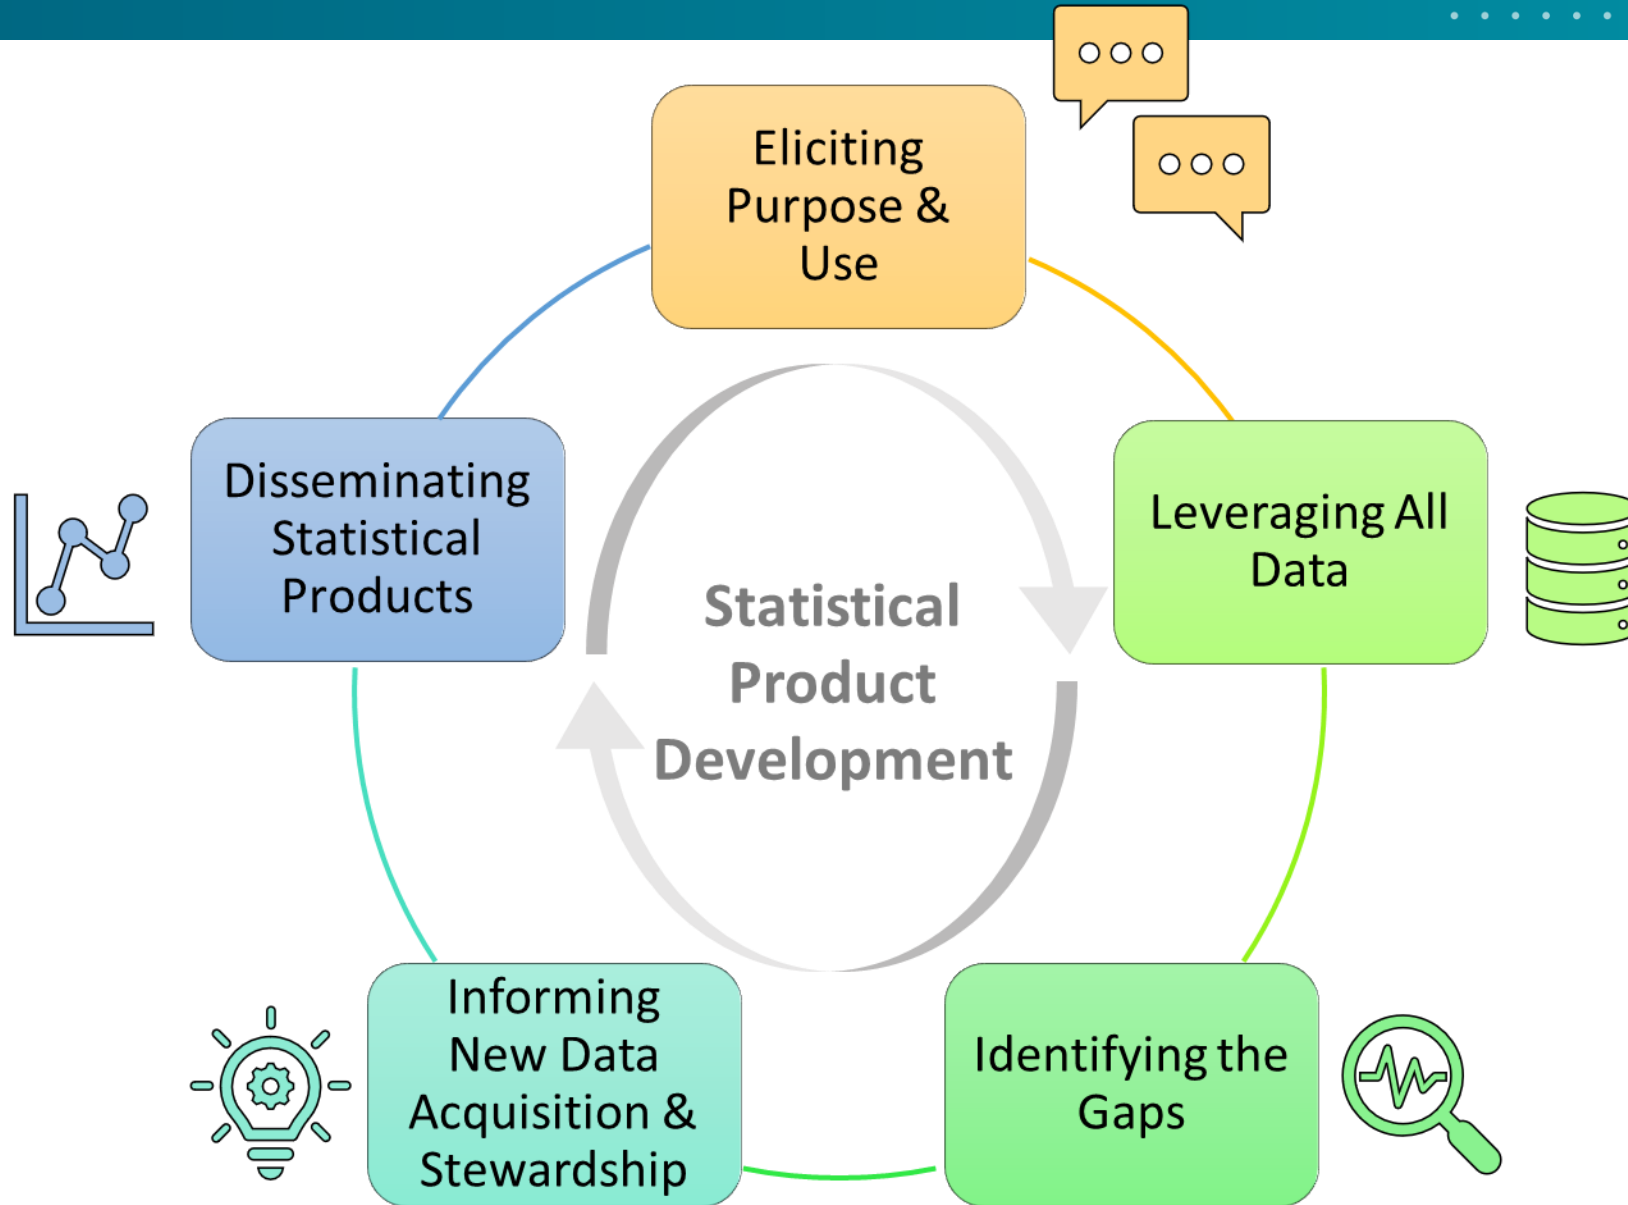 Eliciting
Purpose &
Use
Leveraging All
Data
Identifying the
Gaps
Informing
New Data
Acquisition &
Stewardship
Disseminating
Statistical
Products
Statistical
Product
Development